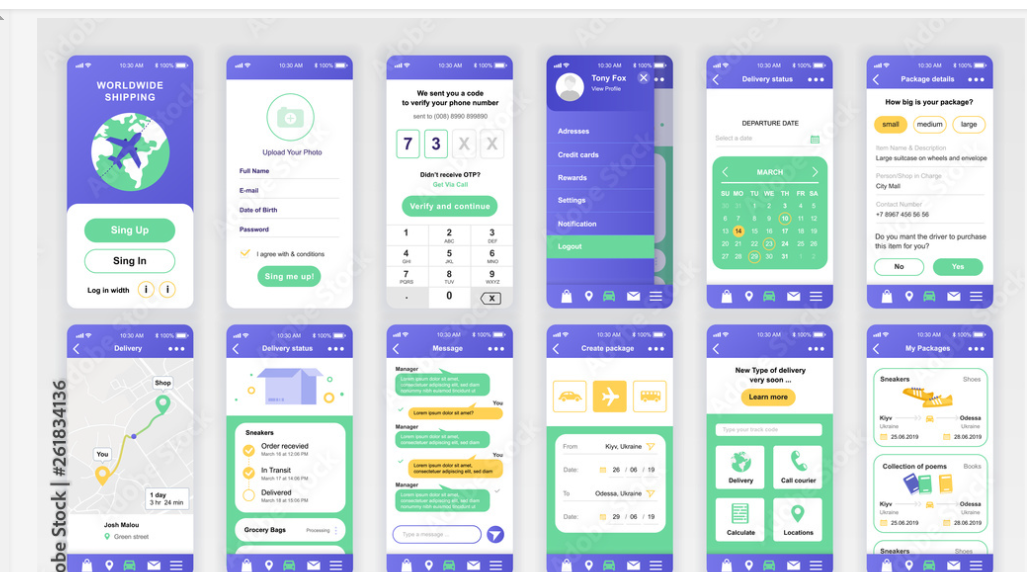 10:30 AM 100%
WORLDWIDE
SHIPPING
Sing Up
Sing In
Log in width i i
10:30 AM 100%
Upload Your Photo
Full Name
E-mail
Date of Birth
Password
I agree with & conditions
Sing me up!
10:30 AM 100%
We sent you a code
to verify your phone number
sent to (008) 8990 899890
7 3 X X
Didn't receive OTP?
Get Via Call
Verify and continue
1 2 3
ABC DEF
4 5 6
GHI JKL MNO
7 8 9
PQRS TUV WXYZ
. 0 X
10:30 AM 100%
Tony Fox
View Profile
Adresses
Credit cards
Rewards
Settings
Notification
Logout
10:30 AM 100%
Delivery status
DEPARTURE DATE
Select a date
MARCH
SU MO TU WE TH FR SA
30 31 1 2 3 4 5
6 7 8 9 10 11 12
13 14 15 16 17 18 19
20 21 22 23 24 25 26
27 28 29 30 31 1 2
10:30 AM 100%
Package details
How big is your package?
small medium large
Item Name & Description
Large suitcase on wheels and envelope
Person/Shop in Charge
City Mall
Contact Number
+7 8967 456 56 56
Do you mant the driver to purchase
this item for you?
No Yes
10:30 AM 100%
Delivery
Shop
You
1 day
3 hr 24 min
Josh Malou
Green street
10:30 AM 100%
Delivery status
Sneakers
Order recevied
March 16 at 12:06 PM
In Transit
March 17 at 14:06 PM
Delivered
March 18 at 18:06 PM
Grocery Bags Processing
10:30 AM 100%
Message
Manager
Lorem ipsum dolor sit amet,
consectetuer adipiscing elit, sed diam
nonummy nibh euismod tincidunt ut
You
Lorem ipsum dolor sit amet?
Manager
Lorem ipsum dolor sit amet,
consectetuer adipiscing elit, sed diam
nonummy nibh euismod tincidunt ut
You
Lorem ipsum dolor sit amet,
consectetuer adipiscing elit, sed diam
Manager
Lorem ipsum dolor sit amet,
consectetuer adipiscing elit, sed diam
nonummy nibh euismod tincidunt ut
Type a message ...
10:30 AM 100%
Create package
From Kiyv, Ukraine
Date: 26 / 06 / 19
To Odessa, Ukraine
Date: 29 / 06 / 19
10:30 AM 100%
New Type of delivery
very soon ...
Learn more
Type your track code
Delivery
Call courier
Calculate
Locations
10:30 AM 100%
My Packages
Sneakers Shoes
Kiyv Odessa
Ukraine Ukraine
25.06.2019 28.06.2019
Collection of poems Books
Kiyv Odessa
Ukraine Ukraine
25.06.2019 28.06.2019
Sneakers Shoes
obe Stock | #261834136
Adobe Stock